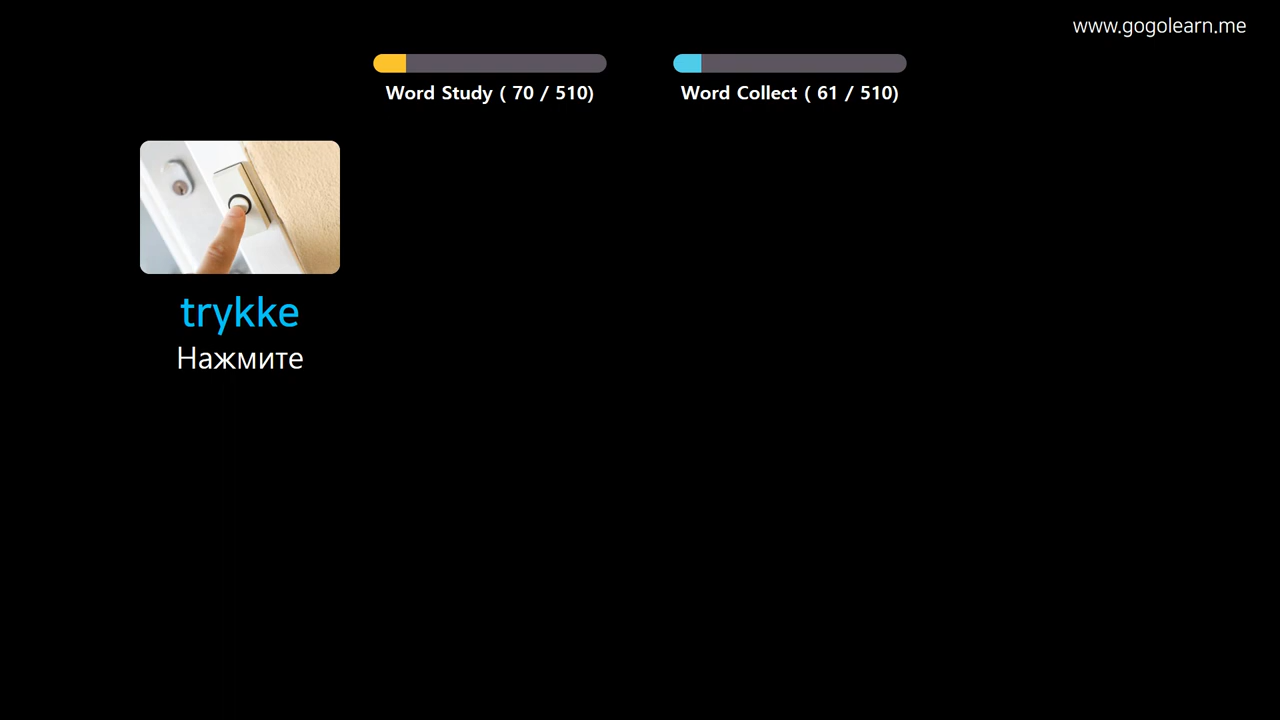 www.gogolearn.me
Word Study ( 70 / 510)
Word Collect ( 61 / 510)
trykke
Нажмите